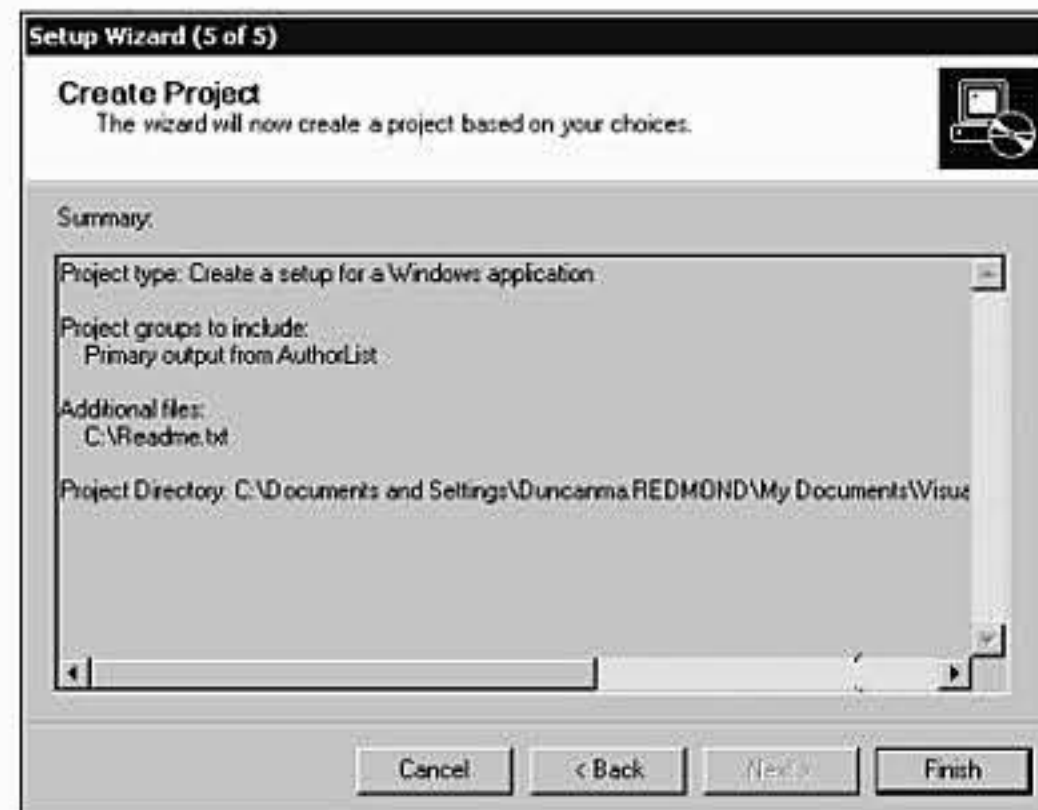 Setup Wizard (5 of 5)
Create Project
The wizard will now create a project based on your choices.
Summary:
Project type: Create a setup for a Windows application
Project groups to include:
Primary output from AuthorList
Additional files:
C:\Readme.txt
Project Directory: C:\Documents and Settings\Duncanma.REDMOND\My Documents\Visua
Cancel
< Back
Next >
Finish